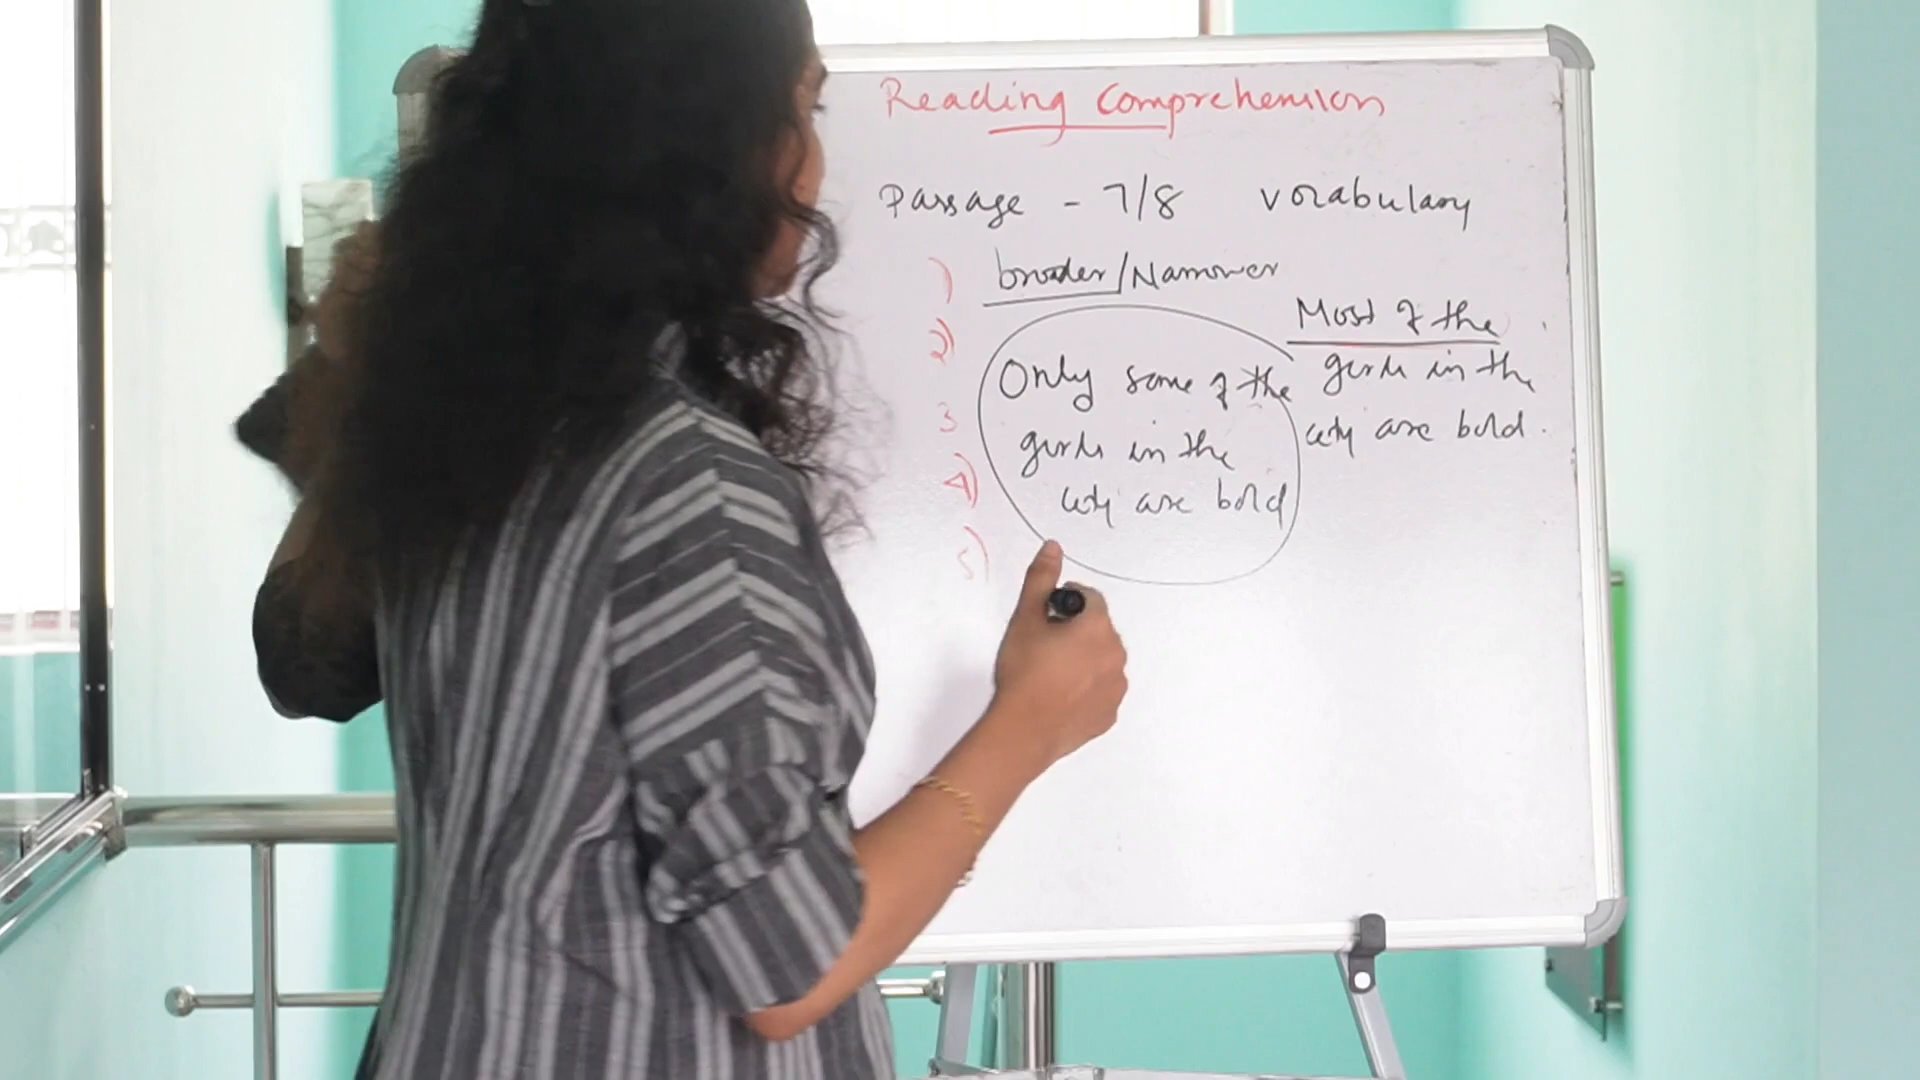 Reading Comprehension
Passage - 7/8 vocabulary
1) broader/Narrower
2)
Only some of the
girls in the
city are bold
Most of the
girls in the
city are bold.
3
4)
5)